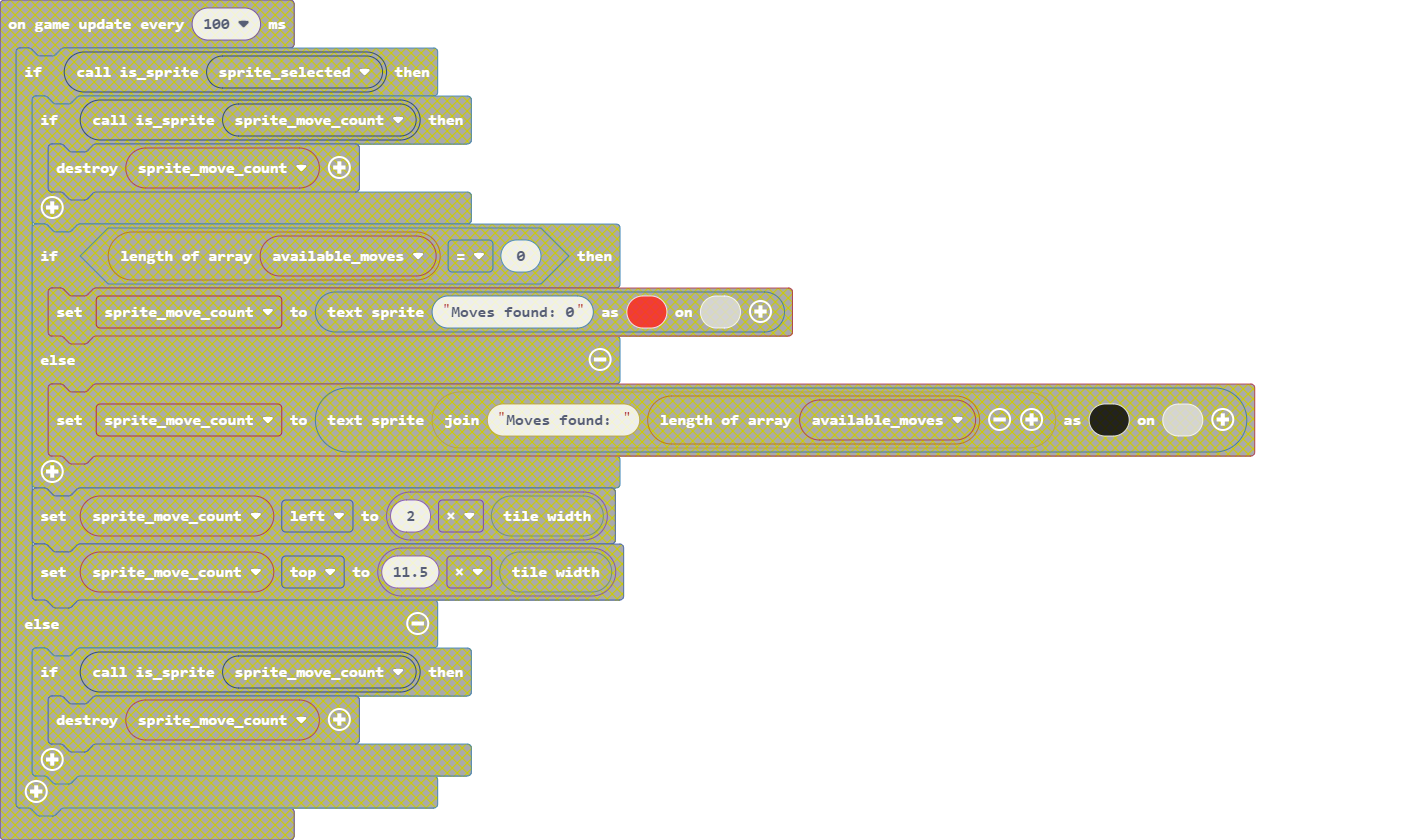 on game update every 100 ms
if call is_sprite sprite_selected then
if call is_sprite sprite_move_count then
destroy sprite_move_count
if length of array available_moves = 0 then
set sprite_move_count to text sprite "Moves found: 0" as on
else
set sprite_move_count to text sprite join "Moves found: " length of array available_moves as on
set sprite_move_count left to 2 × tile width
set sprite_move_count top to 11.5 × tile width
else
if call is_sprite sprite_move_count then
destroy sprite_move_count